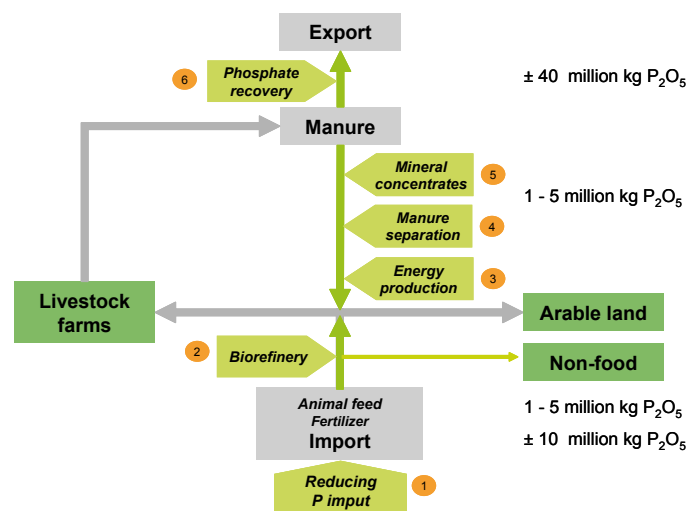 Export
6
Phosphate
recovery
± 40 million kg P₂O₅
Manure
Mineral
concentrates
5
1 - 5 million kg P₂O₅
Manure
separation
4
Energy
production
3
Livestock
farms
Arable land
2
Biorefinery
Non-food
Animal feed
Fertilizer
Import
1 - 5 million kg P₂O₅
± 10 million kg P₂O₅
Reducing
P imput
1